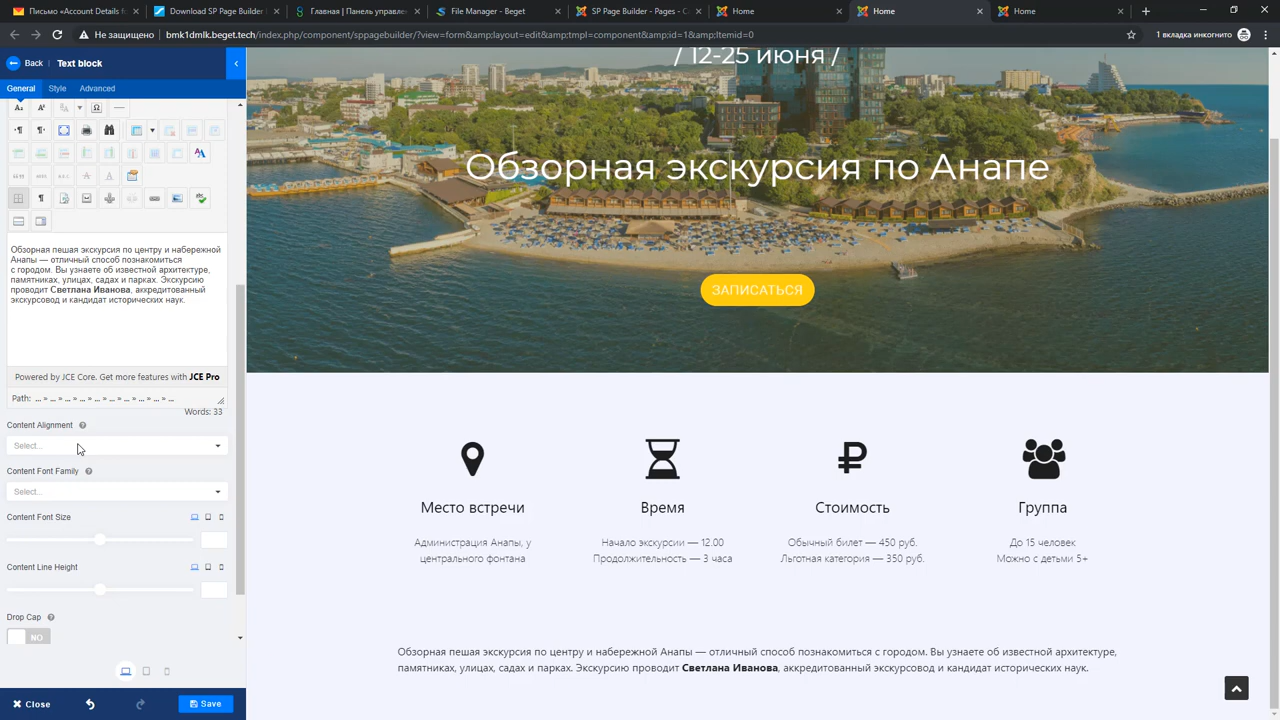 Письмо «Account Details f
Download SP Page Builder
Главная | Панель управле
File Manager - Beget
SP Page Builder - Pages - C
Home
Home
Home
Не защищено
bmk1dmlk.beget.tech/index.php/component/sppagebuilder/?view=form&amp;layout=edit&amp;tmpl=component&amp;id=1&amp;Itemid=0
1 вкладка инкогнито
Back
Text block
General
Style
Advanced
Обзорная пешая экскурсия по центру и набережной
Анапы — отличный способ познакомиться
с городом. Вы узнаете об известной архитектуре,
памятниках, улицах, садах и парках. Экскурсию
проводит Светлана Иванова, аккредитованный
экскурсовод и кандидат исторических наук.
Powered by JCE Core. Get more features with JCE Pro
Path: ... » ... » ... » ... » ... » ... » ... » ... » ... » ... » ...
Words: 33
Content Alignment
Select...
Content Font Family
Select...
Content Font Size
Content Line Height
Drop Cap
NO
Close
Save
/ 12-25 июня /
Обзорная экскурсия по Анапе
ЗАПИСАТЬСЯ
Место встречи
Администрация Анапы, у
центрального фонтана
Время
Начало экскурсии — 12.00
Продолжительность — 3 часа
Стоимость
Обычный билет — 450 руб.
Льготная категория — 350 руб.
Группа
До 15 человек
Можно с детьми 5+
Обзорная пешая экскурсия по центру и набережной Анапы — отличный способ познакомиться с городом. Вы узнаете об известной архитектуре,
памятниках, улицах, садах и парках. Экскурсию проводит Светлана Иванова, аккредитованный экскурсовод и кандидат исторических наук.